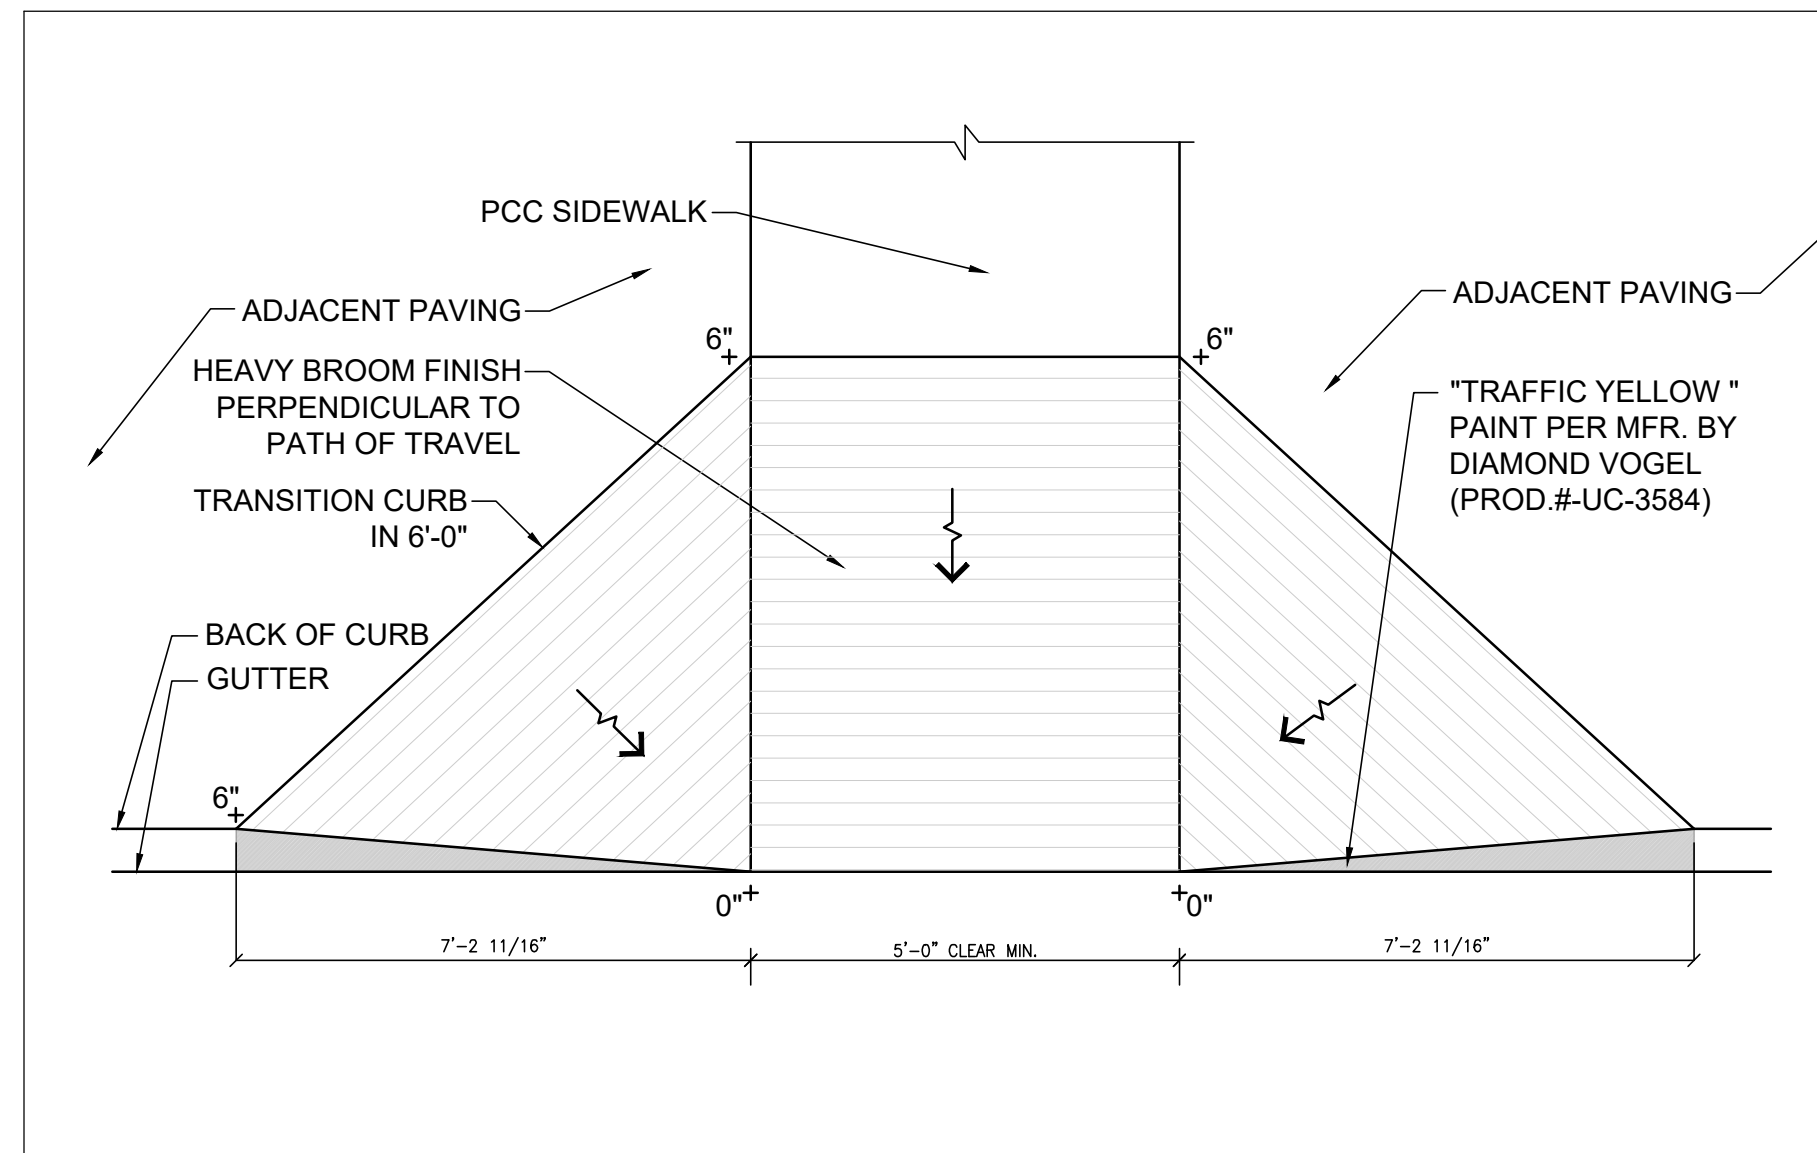 PCC SIDEWALK
ADJACENT PAVING
ADJACENT PAVING
6"
6"
HEAVY BROOM FINISH
PERPENDICULAR TO
PATH OF TRAVEL
"TRAFFIC YELLOW "
PAINT PER MFR. BY
DIAMOND VOGEL
(PROD.#-UC-3584)
TRANSITION CURB
IN 6'-0"
BACK OF CURB
GUTTER
6"
0"
0"
7'-2 11/16"
5'-0" CLEAR MIN.
7'-2 11/16"